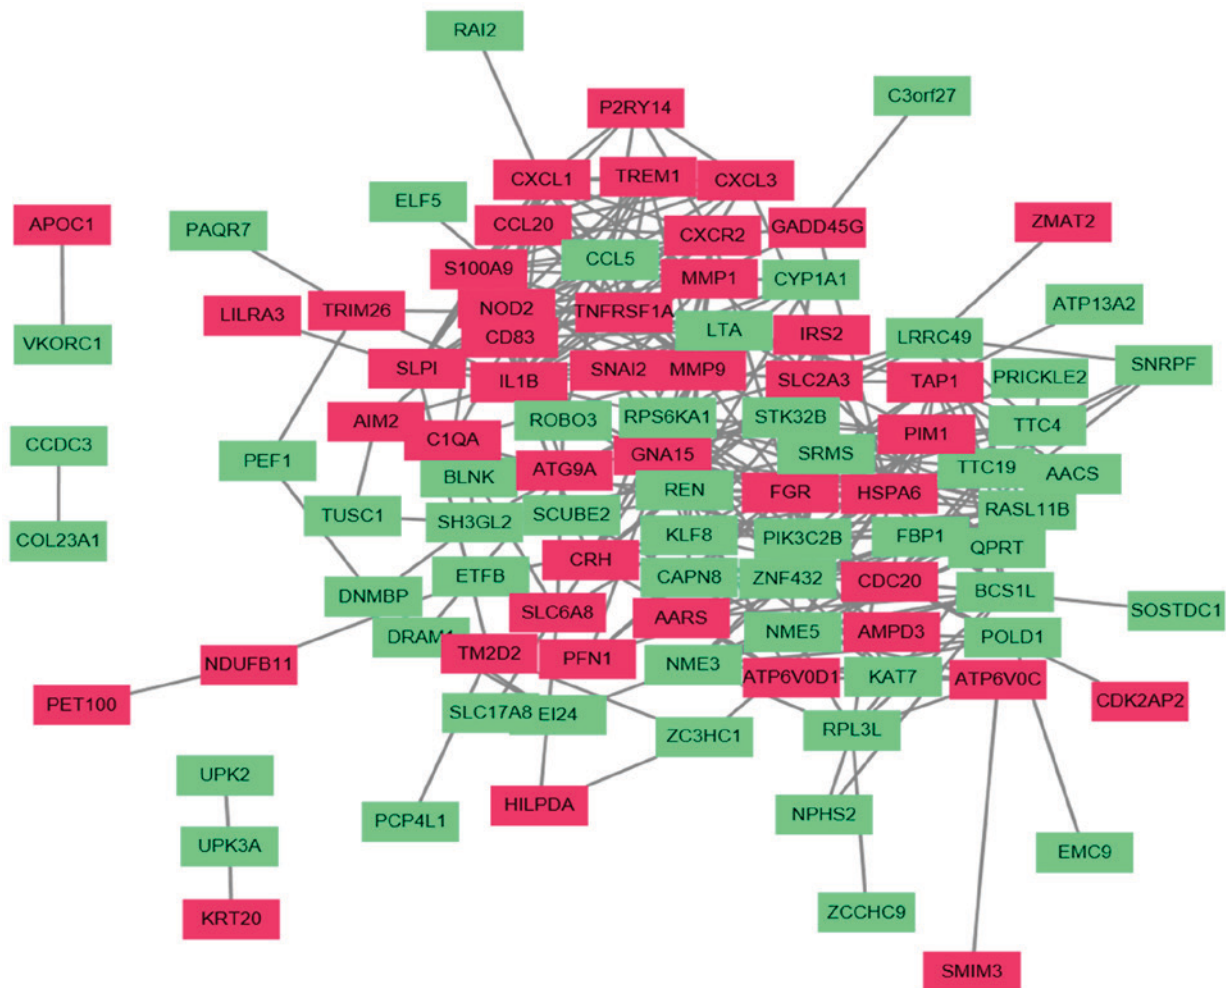 RAI2
C3orf27
P2RY14
CXCL1
TREM1
CXCL3
ELF5
APOC1
PAQR7
CCL20
CXCR2
GADD45G
ZMAT2
S100A9
CCL5
MMP1
CYP1A1
LILRA3
TRIM26
NOD2
TNFRSF1A
ATP13A2
VKORC1
CD83
LTA
IRS2
LRRC49
SLPI
IL1B
SNAI2
MMP9
SLC2A3
TAP1
PRICKLE2
SNRPF
AIM2
ROBO3
RPS6KA1
STK32B
TTC4
CCDC3
C1QA
PIM1
PEF1
BLNK
ATG9A
GNA15
SRMS
TTC19
AACS
REN
FGR
HSPA6
TUSC1
SH3GL2
SCUBE2
RASL11B
COL23A1
KLF8
PIK3C2B
FBP1
QPRT
CRH
ETFB
CAPN8
ZNF432
CDC20
DNMBP
BCS1L
SLC6A8
SOSTDC1
AARS
DRAM1
NME5
AMPD3
POLD1
TM2D2
PFN1
NME3
NDUFB11
ATP6V0D1
KAT7
ATP6V0C
PET100
CDK2AP2
SLC17A8
EI24
ZC3HC1
RPL3L
UPK2
HILPDA
PCP4L1
NPHS2
UPK3A
EMC9
KRT20
ZCCHC9
SMIM3